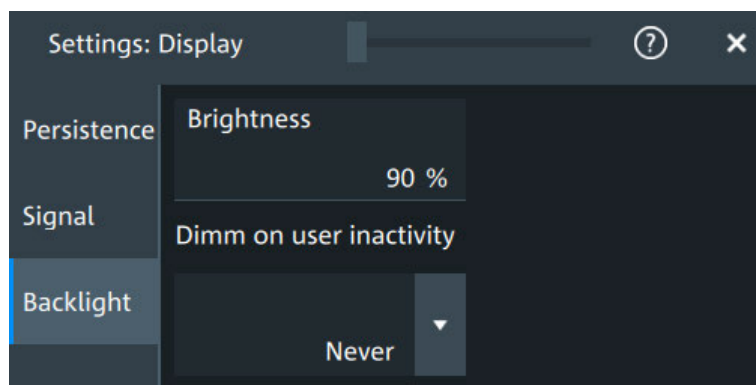 Settings: Display
?
Persistence
Signal
Backlight
Brightness
90 %
Dimm on user inactivity
Never